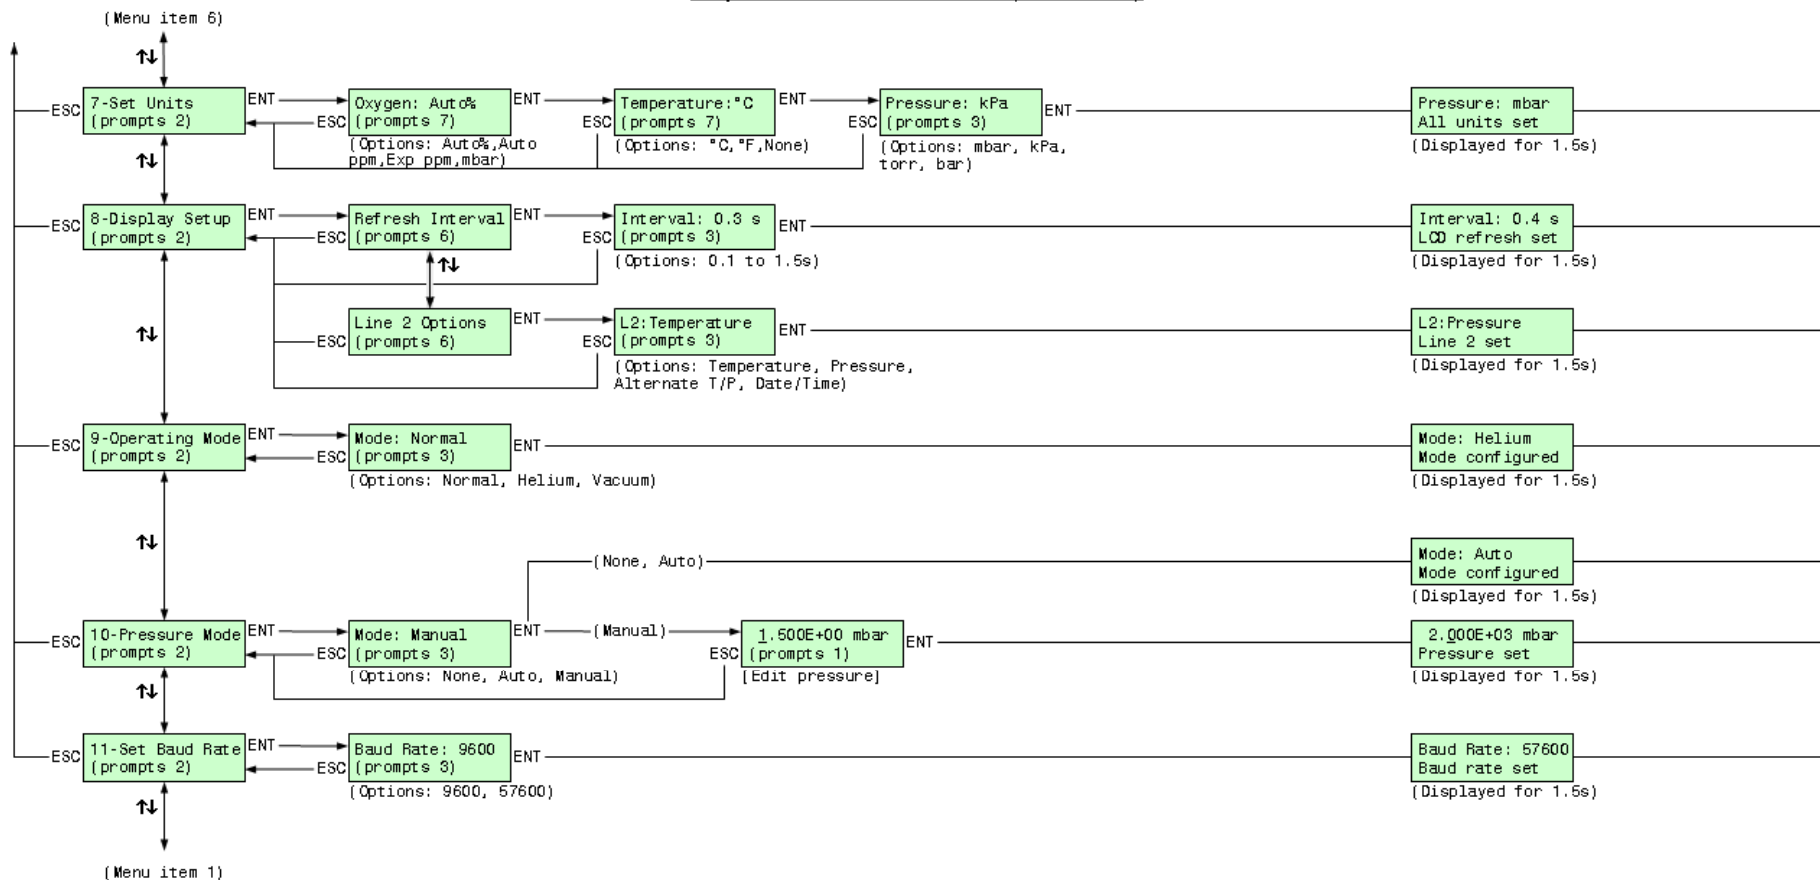 (Menu item 6)
↑↓
ESC
7-Set Units
(prompts 2)
ENT
ESC
Oxygen: Auto%
(prompts 7)
(Options: Auto%,Auto
ppm,Exp ppm,mbar)
ENT
ESC
Temperature:°C
(prompts 7)
(Options: °C,°F,None)
ENT
ESC
Pressure: kPa
(prompts 3)
(Options: mbar, kPa,
torr, bar)
ENT
Pressure: mbar
All units set
(Displayed for 1.5s)
↑↓
ESC
8-Display Setup
(prompts 2)
ENT
ESC
Refresh Interval
(prompts 6)
ENT
ESC
Interval: 0.3 s
(prompts 3)
(Options: 0.1 to 1.5s)
ENT
Interval: 0.4 s
LCD refresh set
(Displayed for 1.5s)
↑↓
↑↓
ESC
Line 2 Options
(prompts 6)
ENT
ESC
L2:Temperature
(prompts 3)
(Options: Temperature, Pressure,
Alternate T/P, Date/Time)
ENT
L2:Pressure
Line 2 set
(Displayed for 1.5s)
ESC
9-Operating Mode
(prompts 2)
ENT
ESC
Mode: Normal
(prompts 3)
(Options: Normal, Helium, Vacuum)
ENT
Mode: Helium
Mode configured
(Displayed for 1.5s)
↑↓
(None, Auto)
Mode: Auto
Mode configured
(Displayed for 1.5s)
ESC
10-Pressure Mode
(prompts 2)
ENT
ESC
Mode: Manual
(prompts 3)
(Options: None, Auto, Manual)
ENT
(Manual)
ESC
1.500E+00 mbar
(prompts 1)
[Edit pressure]
ENT
2.000E+03 mbar
Pressure set
(Displayed for 1.5s)
↑↓
ESC
11-Set Baud Rate
(prompts 2)
ENT
ESC
Baud Rate: 9600
(prompts 3)
(Options: 9600, 57600)
ENT
Baud Rate: 57600
Baud rate set
(Displayed for 1.5s)
↑↓
(Menu item 1)